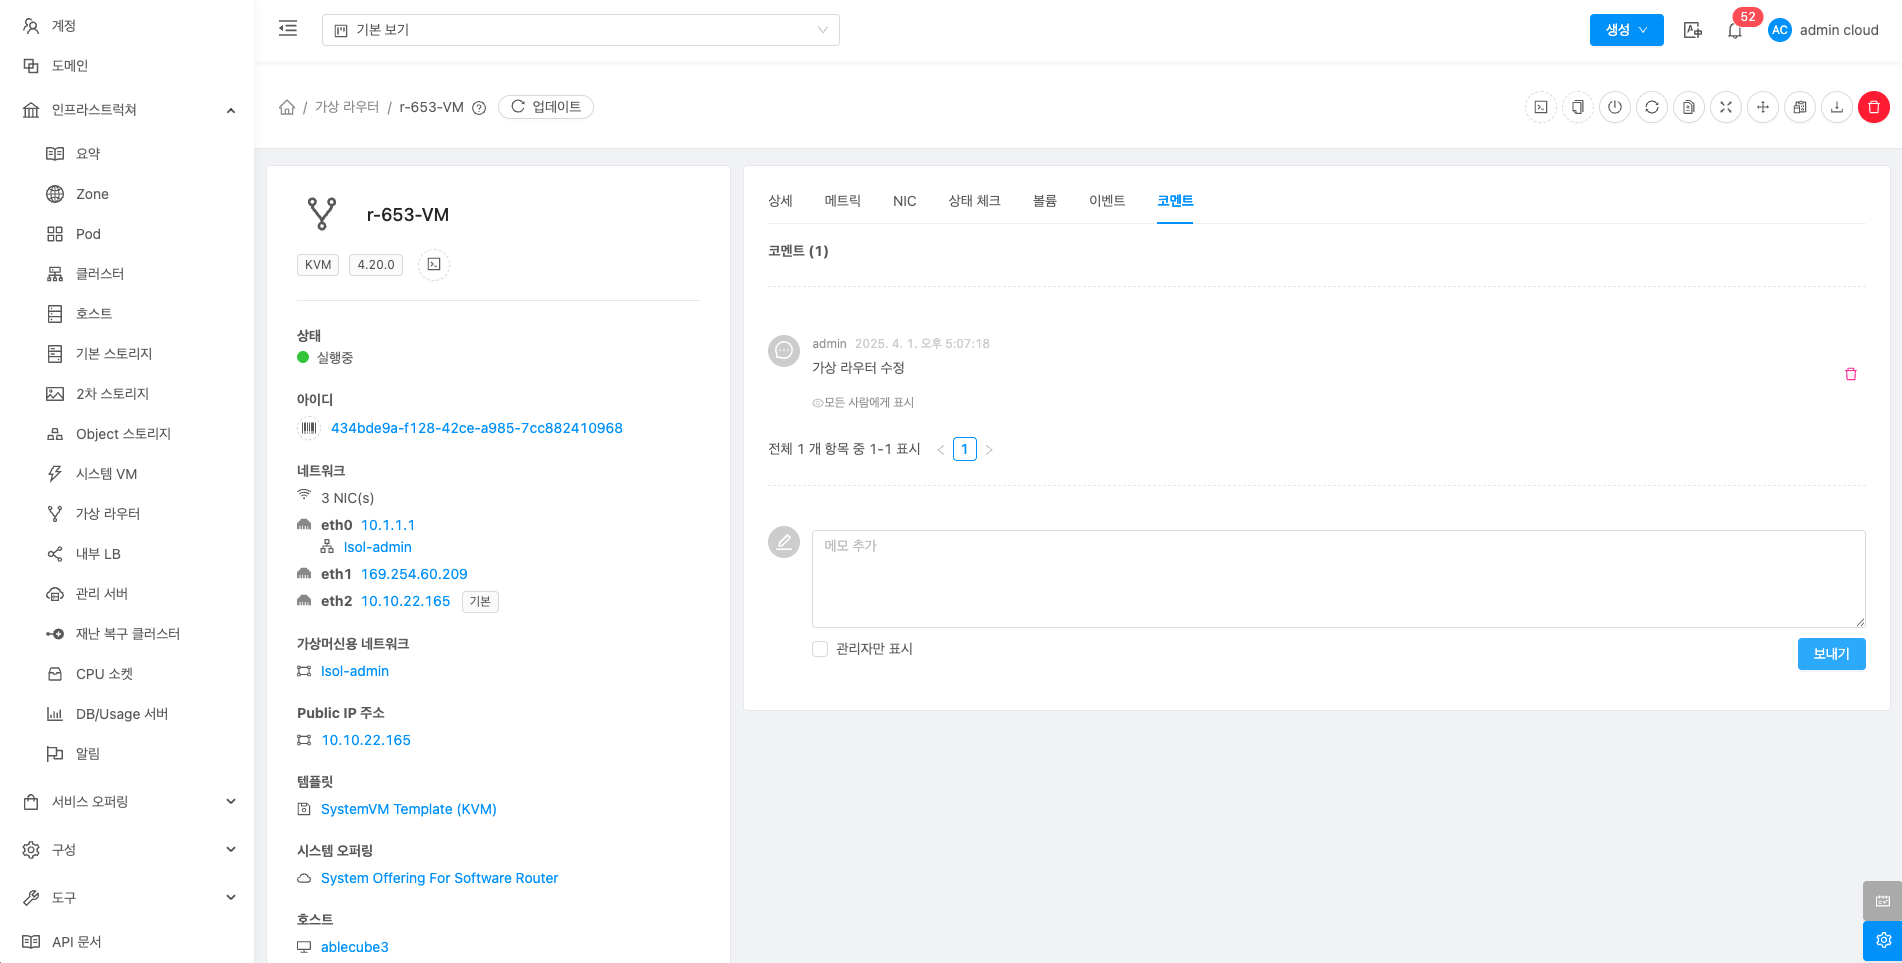 계정
도메인
인프라스트럭쳐
요약
Zone
Pod
클러스터
호스트
기본 스토리지
2차 스토리지
Object 스토리지
시스템 VM
가상 라우터
내부 LB
관리 서버
재난 복구 클러스터
CPU 소켓
DB/Usage 서버
알림
서비스 오퍼링
구성
도구
API 문서
기본 보기
생성
52
AC
admin cloud
/ 가상 라우터 / r-653-VM
업데이트
r-653-VM
KVM
4.20.0
상태
실행중
아이디
434bde9a-f128-42ce-a985-7cc882410968
네트워크
3 NIC(s)
eth0 10.1.1.1
Isol-admin
eth1 169.254.60.209
eth2 10.10.22.165 기본
가상머신용 네트워크
Isol-admin
Public IP 주소
10.10.22.165
템플릿
SystemVM Template (KVM)
시스템 오퍼링
System Offering For Software Router
호스트
ablecube3
상세 메트릭 NIC 상태 체크 볼륨 이벤트 코멘트
코멘트 (1)
admin 2025. 4. 1. 오후 5:07:18
가상 라우터 수정
모든 사람에게 표시
전체 1 개 항목 중 1-1 표시 < 1 >
메모 추가
관리자만 표시
보내기